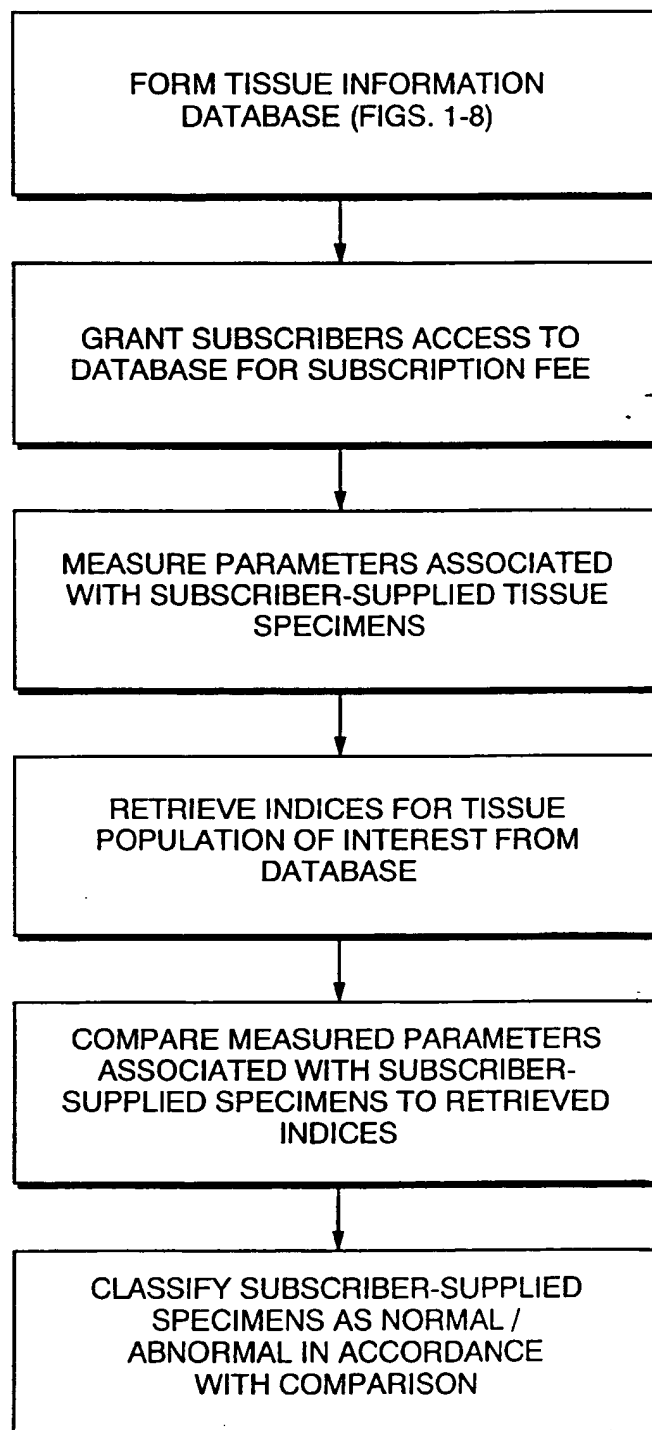 FORM TISSUE INFORMATION
DATABASE (FIGS. 1-8)
GRANT SUBSCRIBERS ACCESS TO
DATABASE FOR SUBSCRIPTION FEE
MEASURE PARAMETERS ASSOCIATED
WITH SUBSCRIBER-SUPPLIED TISSUE
SPECIMENS
RETRIEVE INDICES FOR TISSUE
POPULATION OF INTEREST FROM
DATABASE
COMPARE MEASURED PARAMETERS
ASSOCIATED WITH SUBSCRIBER-
SUPPLIED SPECIMENS TO RETRIEVED
INDICES
CLASSIFY SUBSCRIBER-SUPPLIED
SPECIMENS AS NORMAL /
ABNORMAL IN ACCORDANCE
WITH COMPARISON